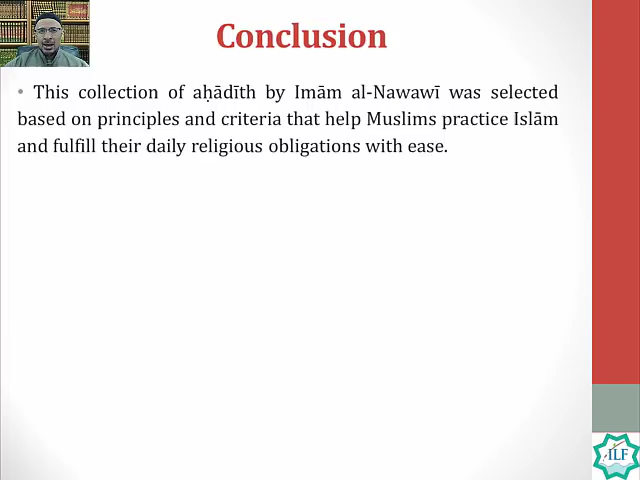 Conclusion
• This collection of aḥādīth by Imām al-Nawawī was selected
based on principles and criteria that help Muslims practice Islām
and fulfill their daily religious obligations with ease.
ILF